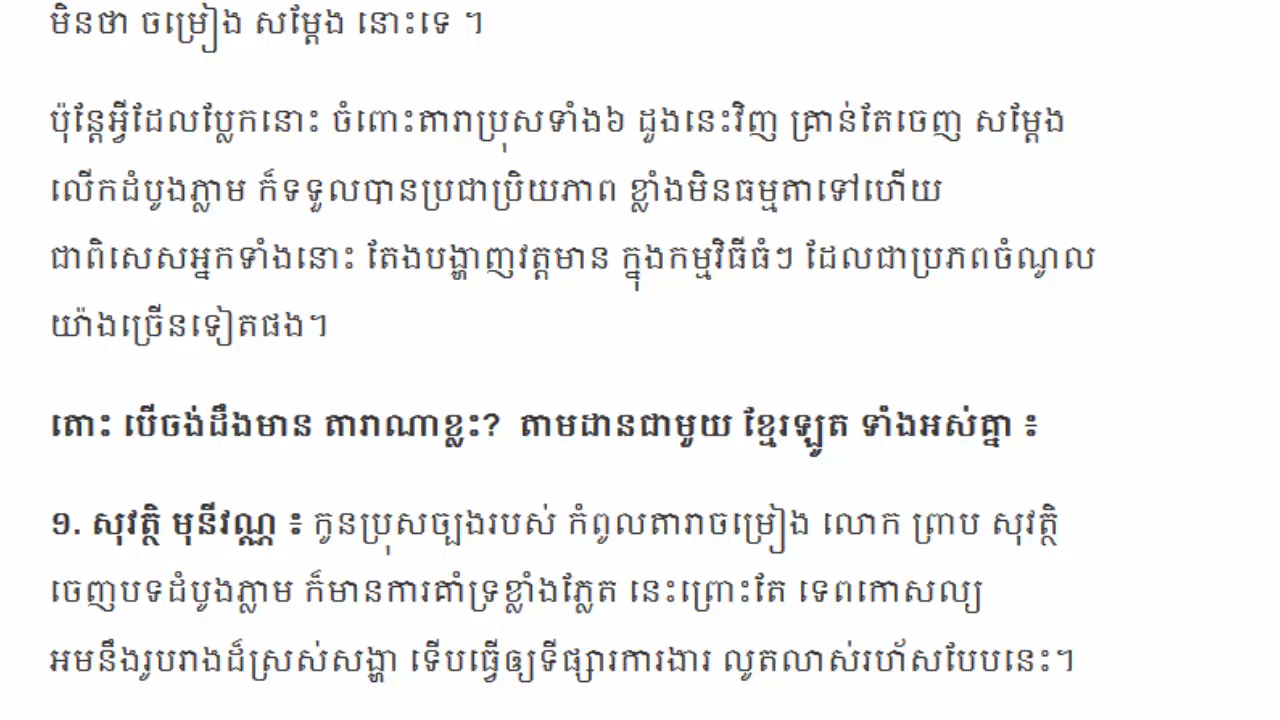 មិនថា ចម្រៀង សម្ដែង នោះទេ ។
ប៉ុន្តែអ្វីដែលប្លែកនោះ ចំពោះតារាប្រុសទាំង៦ ដួងនេះវិញ គ្រាន់តែចេញ សម្ដែង
លើកដំបូងភ្លាម ក៏ទទួលបានប្រជាប្រិយភាព ខ្លាំងមិនធម្មតាទៅហើយ
ជាពិសេសអ្នកទាំងនោះ តែងបង្ហាញវត្តមាន ក្នុងកម្មវិធីធំៗ ដែលជាប្រភពចំណូល
យ៉ាងច្រើនទៀតផង។
តោះ បើចង់ដឹងមាន តារាណាខ្លះ? តាមដានជាមួយ ខ្មែរឡូត ទាំងអស់គ្នា ៖
១. សុវត្ថិ មុនីវណ្ណ ៖ កូនប្រុសច្បងរបស់ កំពូលតារាចម្រៀង លោក ព្រាប សុវត្ថិ
ចេញបទដំបូងភ្លាម ក៏មានការគាំទ្រខ្លាំងភ្លែត នេះព្រោះតែ ទេពកោសល្យ
អមនឹងរូបរាងដ៏ស្រស់សង្ហា ទើបធ្វើឲ្យទីផ្សារការងារ លូតលាស់រហ័សបែបនេះ។